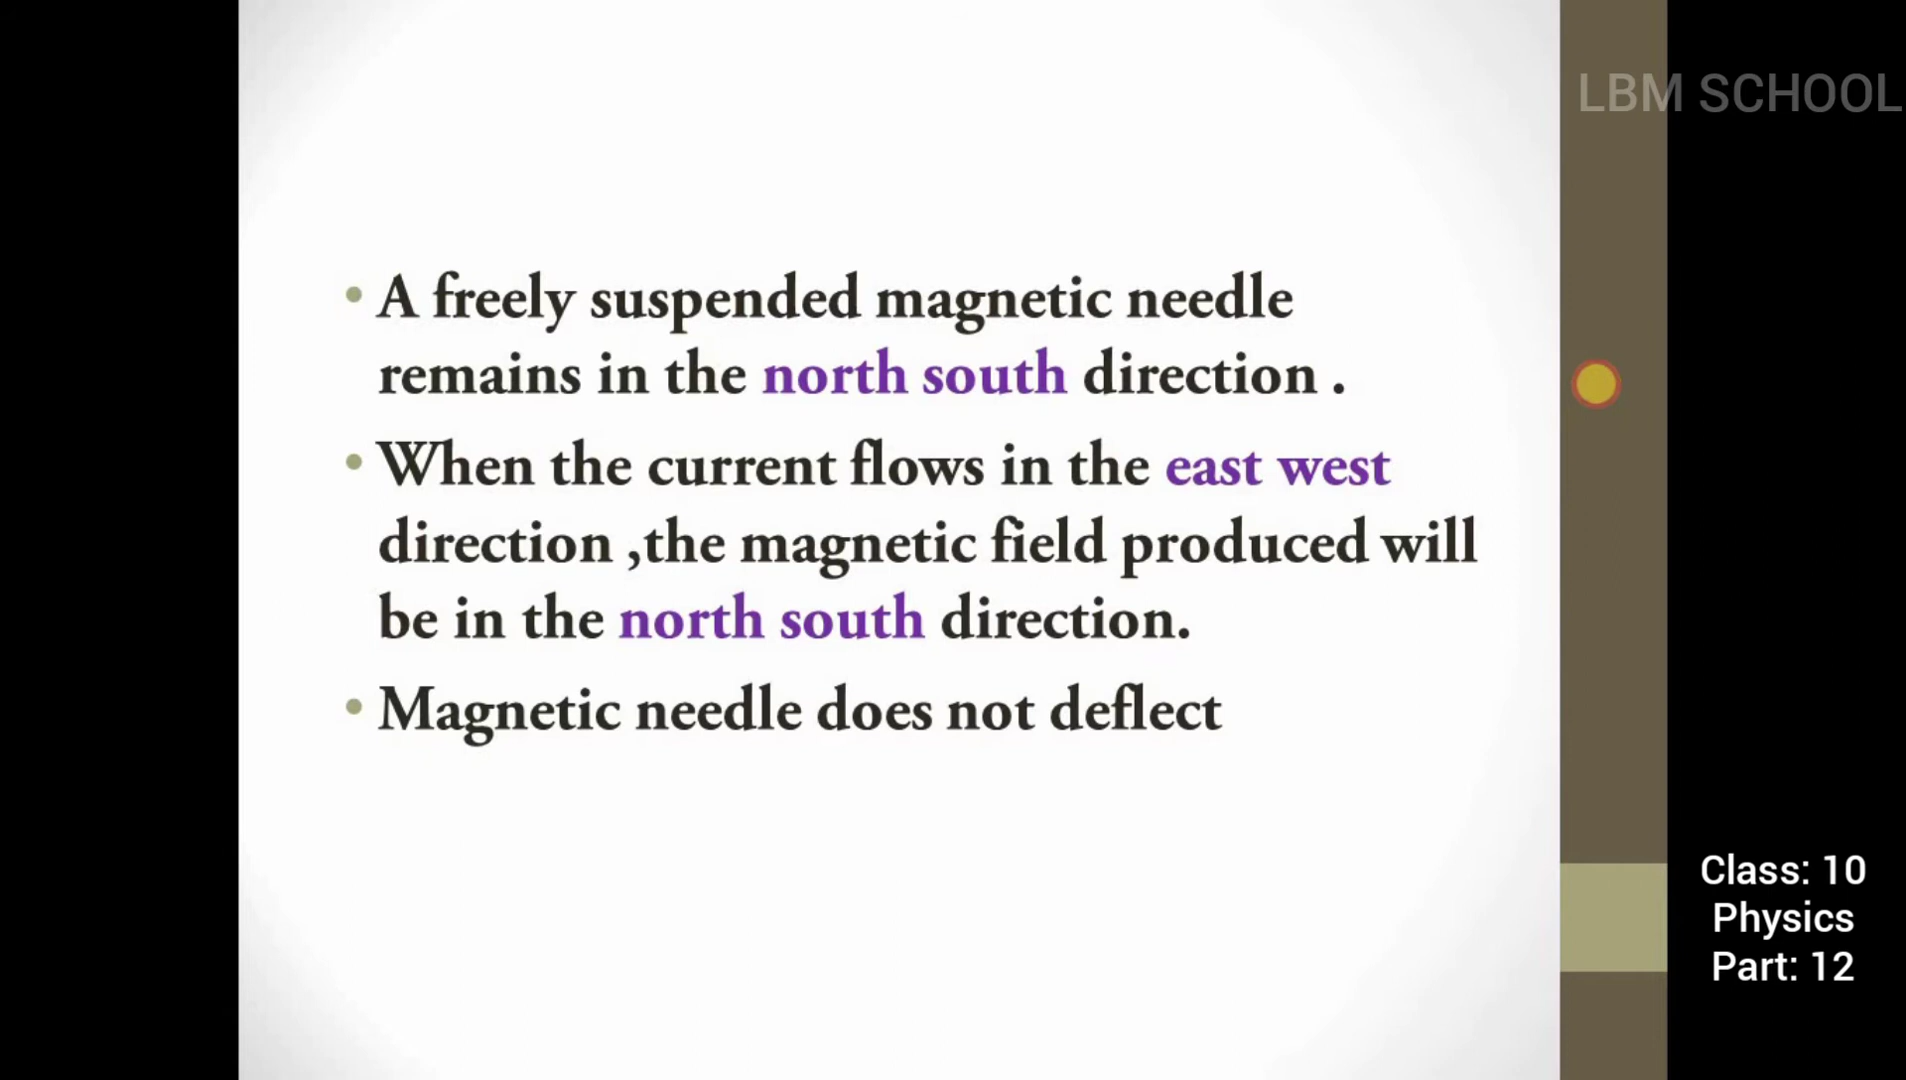 LBM SCHOOL
• A freely suspended magnetic needle
remains in the north south direction .
• When the current flows in the east west
direction ,the magnetic field produced will
be in the north south direction.
• Magnetic needle does not deflect
Class: 10
Physics
Part: 12